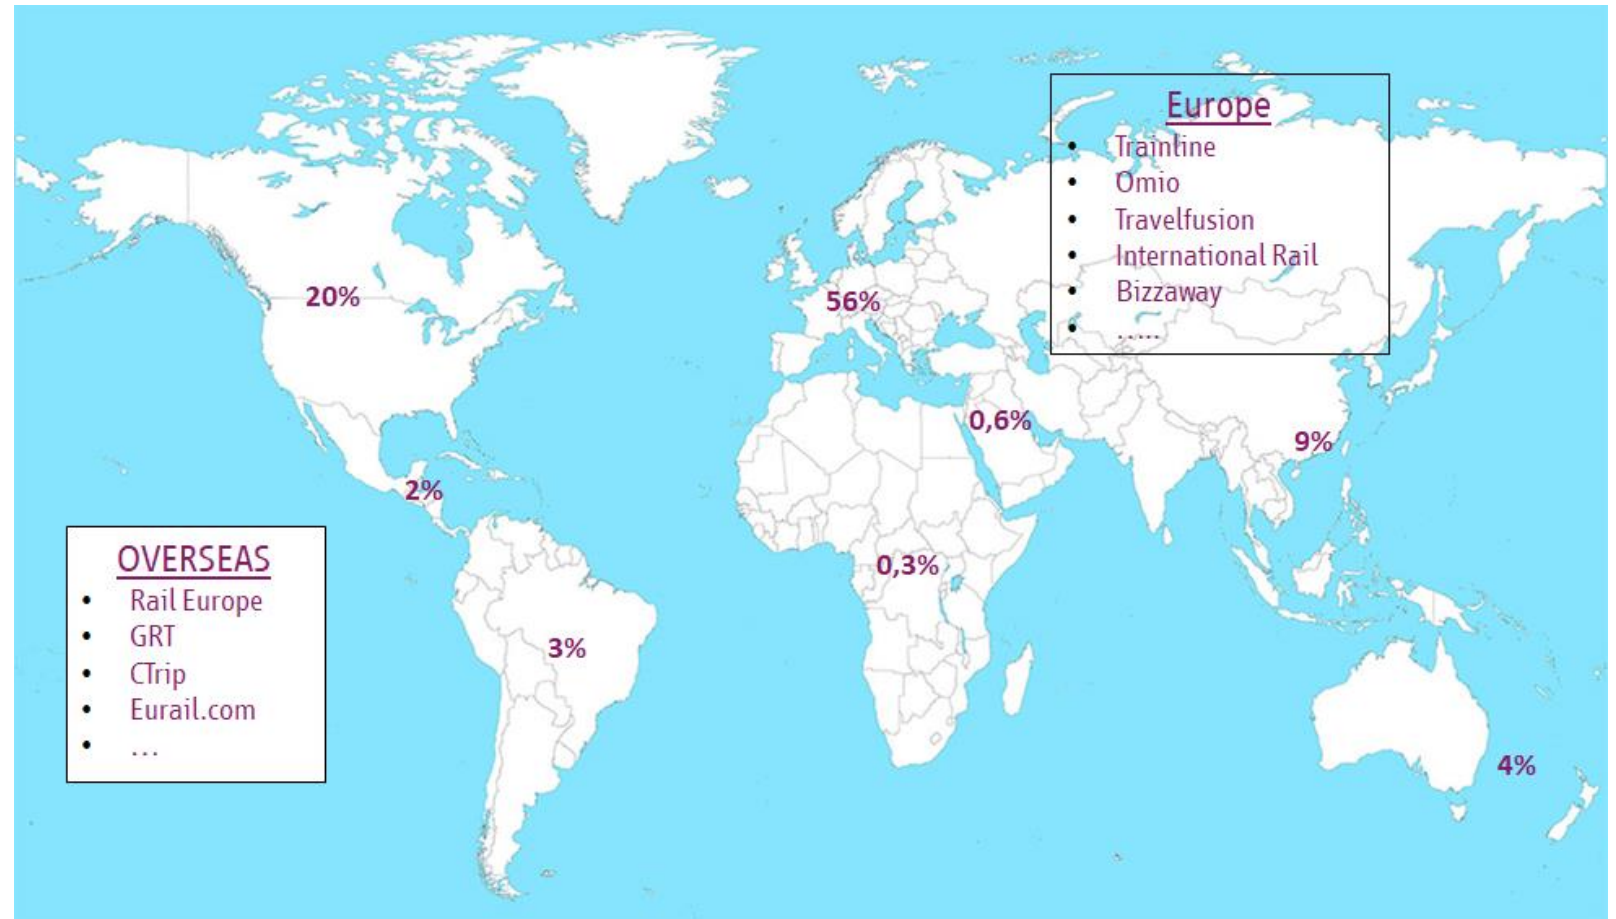 Europe
• Trainline
• Omio
• Travelfusion
• International Rail
• Bizzaway
• .....
20%
56%
0,6%
9%
2%
OVERSEAS
• Rail Europe
• GRT
• CTrip
• Eurail.com
• ...
0,3%
3%
4%